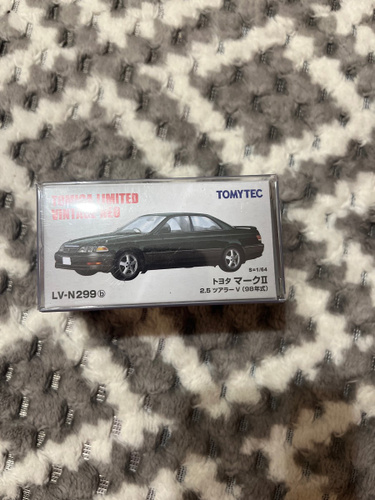 TOMICA LIMITED
VINTAGE NEO
TOMYTEC
S=1/64
トヨタ マークII
2.5 ツアラーV (98年式)
LV-N299ⓑ